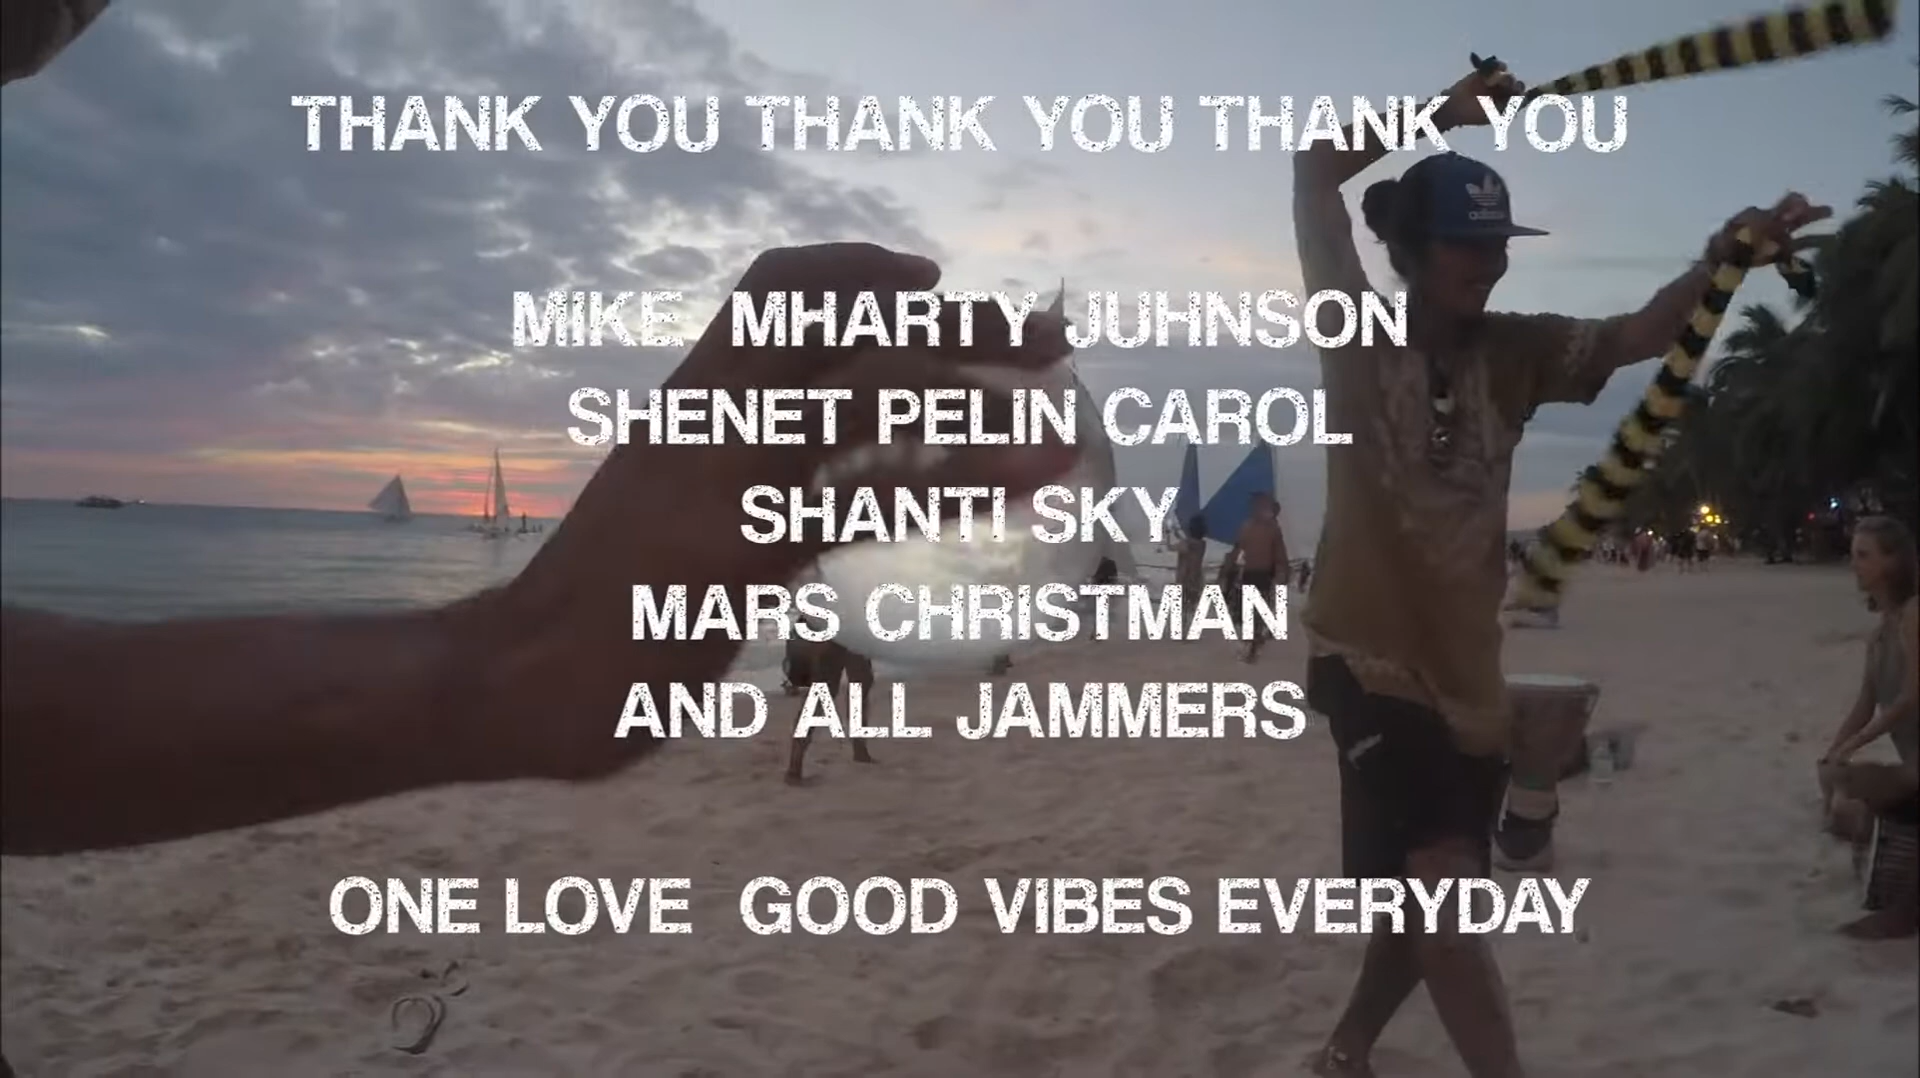 THANK YOU THANK YOU THANK YOU
MIKE MHARTY JUHNSON
SHENET PELIN CAROL
SHANTI SKY
MARS CHRISTMAN
AND ALL JAMMERS
ONE LOVE GOOD VIBES EVERYDAY
adidas